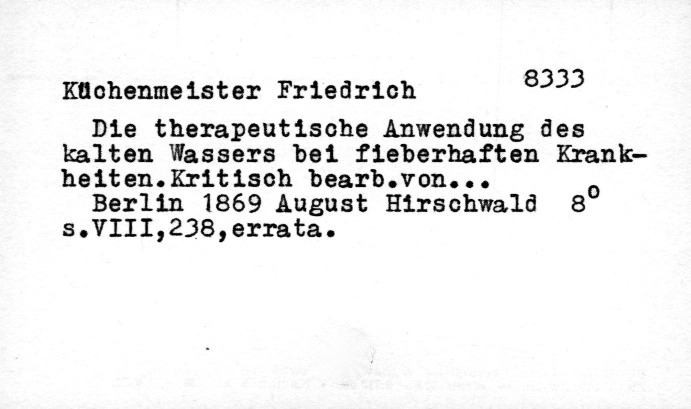 8333
Küchenmeister Friedrich
Die therapeutische Anwendung des
kalten Wassers bei fieberhaften Krank-
heiten.Kritisch bearb.von...
Berlin 1869 August Hirschwald 8°
s.VIII,238,errata.